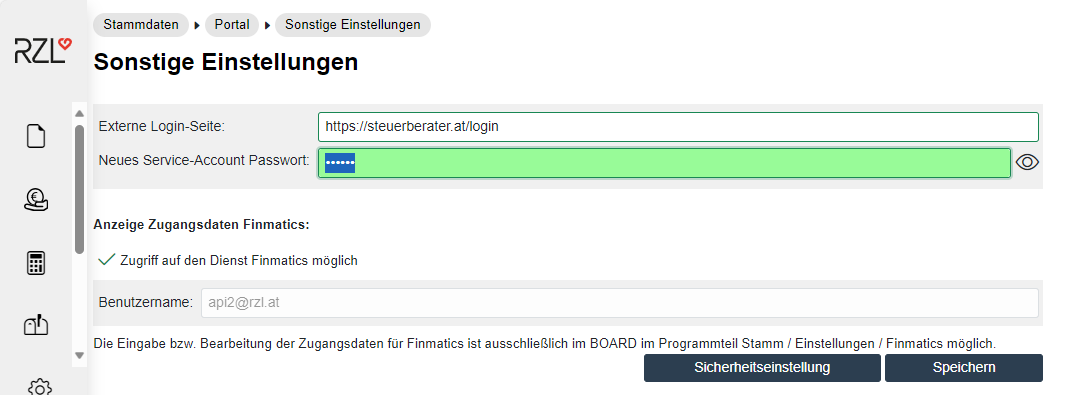 Stammdaten Portal Sonstige Einstellungen
RZL
Sonstige Einstellungen
Externe Login-Seite: https://steuerberater.at/login
Neues Service-Account Passwort: ••••••
Anzeige Zugangsdaten Finmatics:
Zugriff auf den Dienst Finmatics möglich
Benutzername: api2@rzl.at
Die Eingabe bzw. Bearbeitung der Zugangsdaten für Finmatics ist ausschließlich im BOARD im Programmteil Stamm / Einstellungen / Finmatics möglich.
Sicherheitseinstellung Speichern